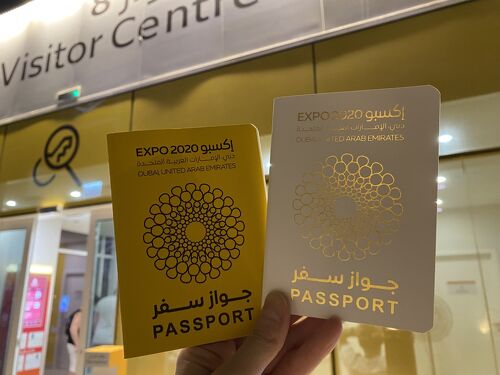 Visitor Centre
EXPO 2020 إكسبو
دبي، الإمارات العربية المتحدة
DUBAI, UNITED ARAB EMIRATES
جواز سفر
PASSPORT
EXPO 2020 إكسبو
دبي، الإمارات العربية المتحدة
DUBAI, UNITED ARAB EMIRATES
جواز سفر
PASSPORT